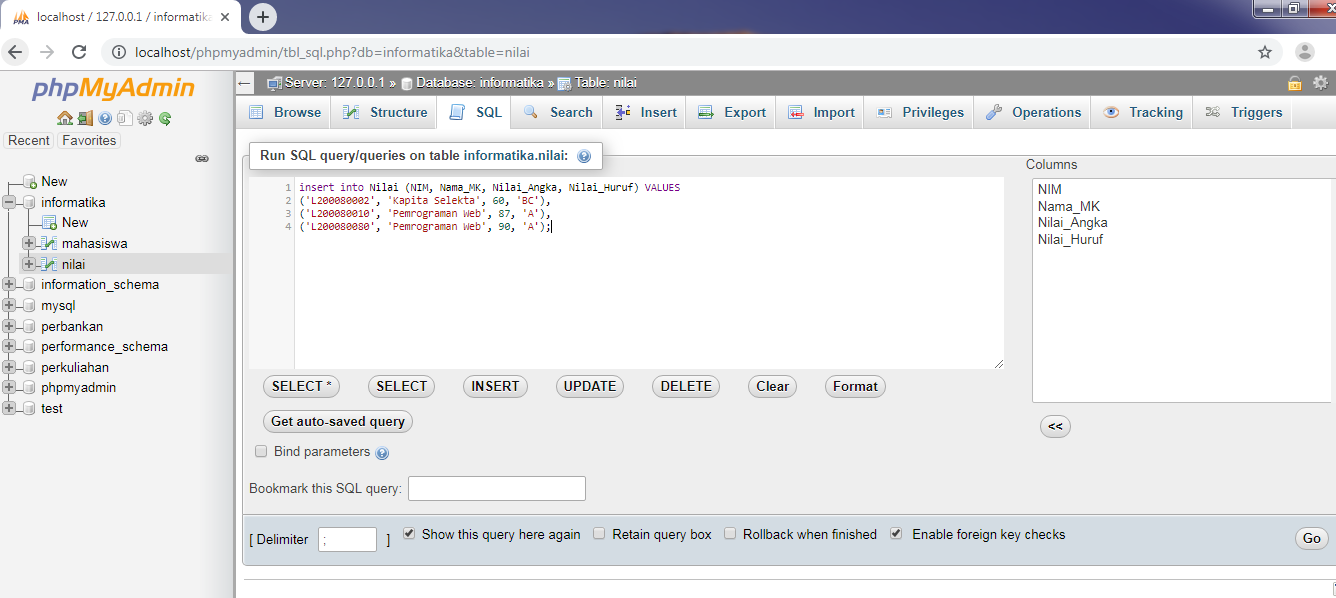 localhost / 127.0.0.1 / informatika
localhost/phpmyadmin/tbl_sql.php?db=informatika&table=nilai
phpMyAdmin
Recent Favorites
New
informatika
New
mahasiswa
nilai
information_schema
mysql
perbankan
performance_schema
perkuliahan
phpmyadmin
test
Server: 127.0.0.1 » Database: informatika » Table: nilai
Browse Structure SQL Search Insert Export Import Privileges Operations Tracking Triggers
Run SQL query/queries on table informatika.nilai:
1 insert into Nilai (NIM, Nama_MK, Nilai_Angka, Nilai_Huruf) VALUES
2 ('L200080002', 'Kapita Selekta', 60, 'BC'),
3 ('L200080010', 'Pemrograman Web', 87, 'A'),
4 ('L200080080', 'Pemrograman Web', 90, 'A');
Columns
NIM
Nama_MK
Nilai_Angka
Nilai_Huruf
SELECT * SELECT INSERT UPDATE DELETE Clear Format
Get auto-saved query
<<
Bind parameters
Bookmark this SQL query:
[ Delimiter ; ] Show this query here again Retain query box Rollback when finished Enable foreign key checks
Go